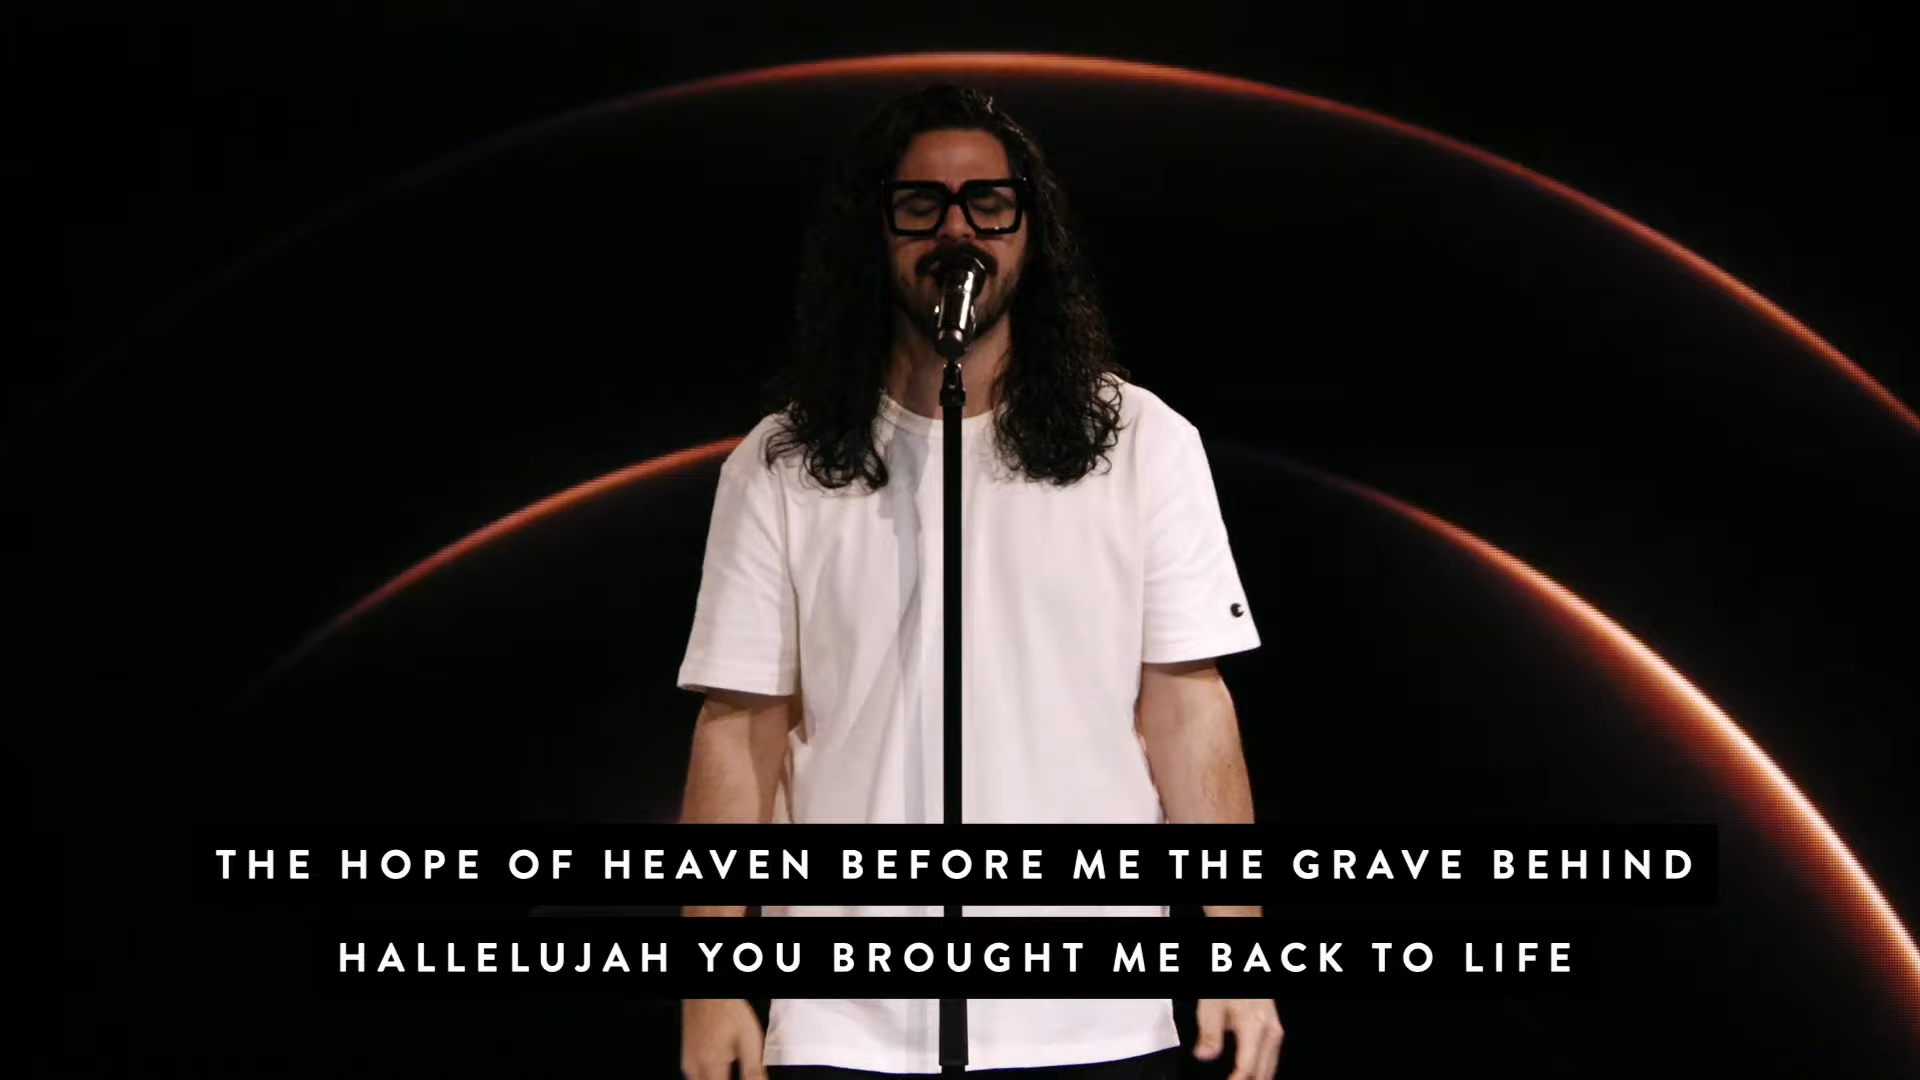 THE HOPE OF HEAVEN BEFORE ME THE GRAVE BEHIND
HALLELUJAH YOU BROUGHT ME BACK TO LIFE